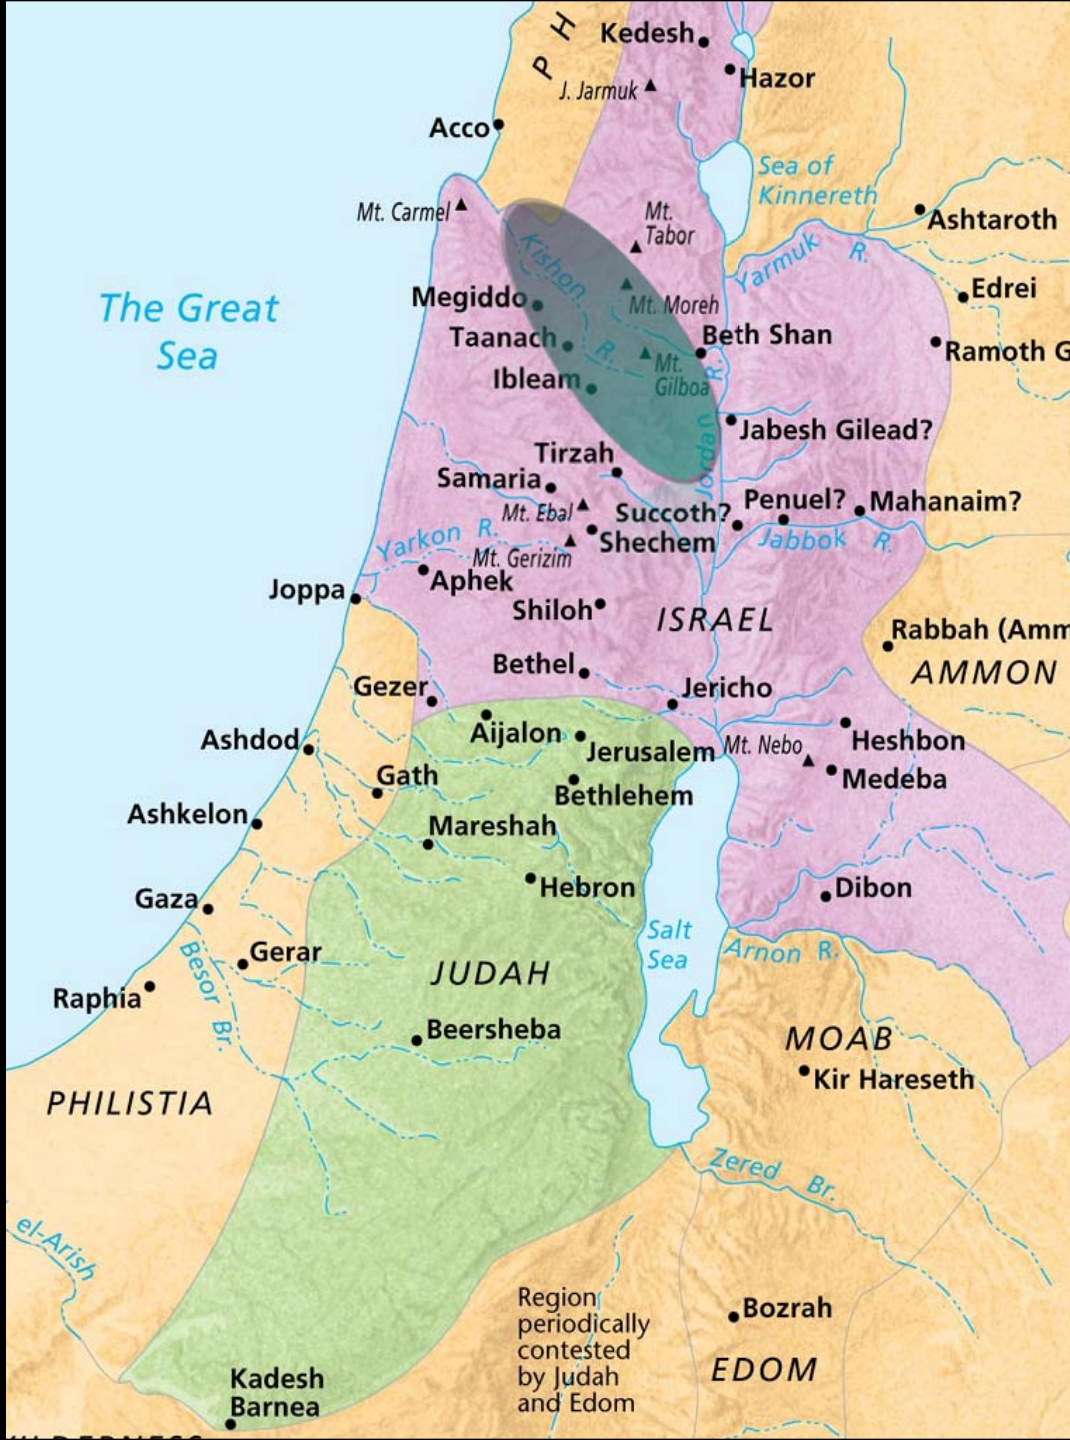 P H
Kedesh
Hazor
J. Jarmuk
Acco
Sea of
Kinnereth
Mt. Carmel
Mt.
Tabor
Ashtaroth
Yarmuk R.
Kishon R.
Edrei
Megiddo
Mt. Moreh
The Great
Sea
Taanach
Beth Shan
Ramoth G
Ibleam
Mt.
Gilboa
Jordan R.
Jabesh Gilead?
Tirzah
Samaria
Mt. Ebal
Succoth?
Penuel?
Mahanaim?
Yarkon R.
Shechem
Jabbok R.
Mt. Gerizim
Aphek
Joppa
Shiloh
ISRAEL
Rabbah (Amm
AMMON
Bethel
Gezer
Jericho
Aijalon
Ashdod
Jerusalem
Mt. Nebo
Heshbon
Gath
Medeba
Bethlehem
Ashkelon
Mareshah
Hebron
Dibon
Gaza
Salt
Sea
Arnon R.
Gerar
Besor Br.
JUDAH
Raphia
Beersheba
MOAB
Kir Hareseth
PHILISTIA
Zered Br.
el-Arish
Region
periodically
contested
by Judah
and Edom
Bozrah
EDOM
Kadesh
Barnea